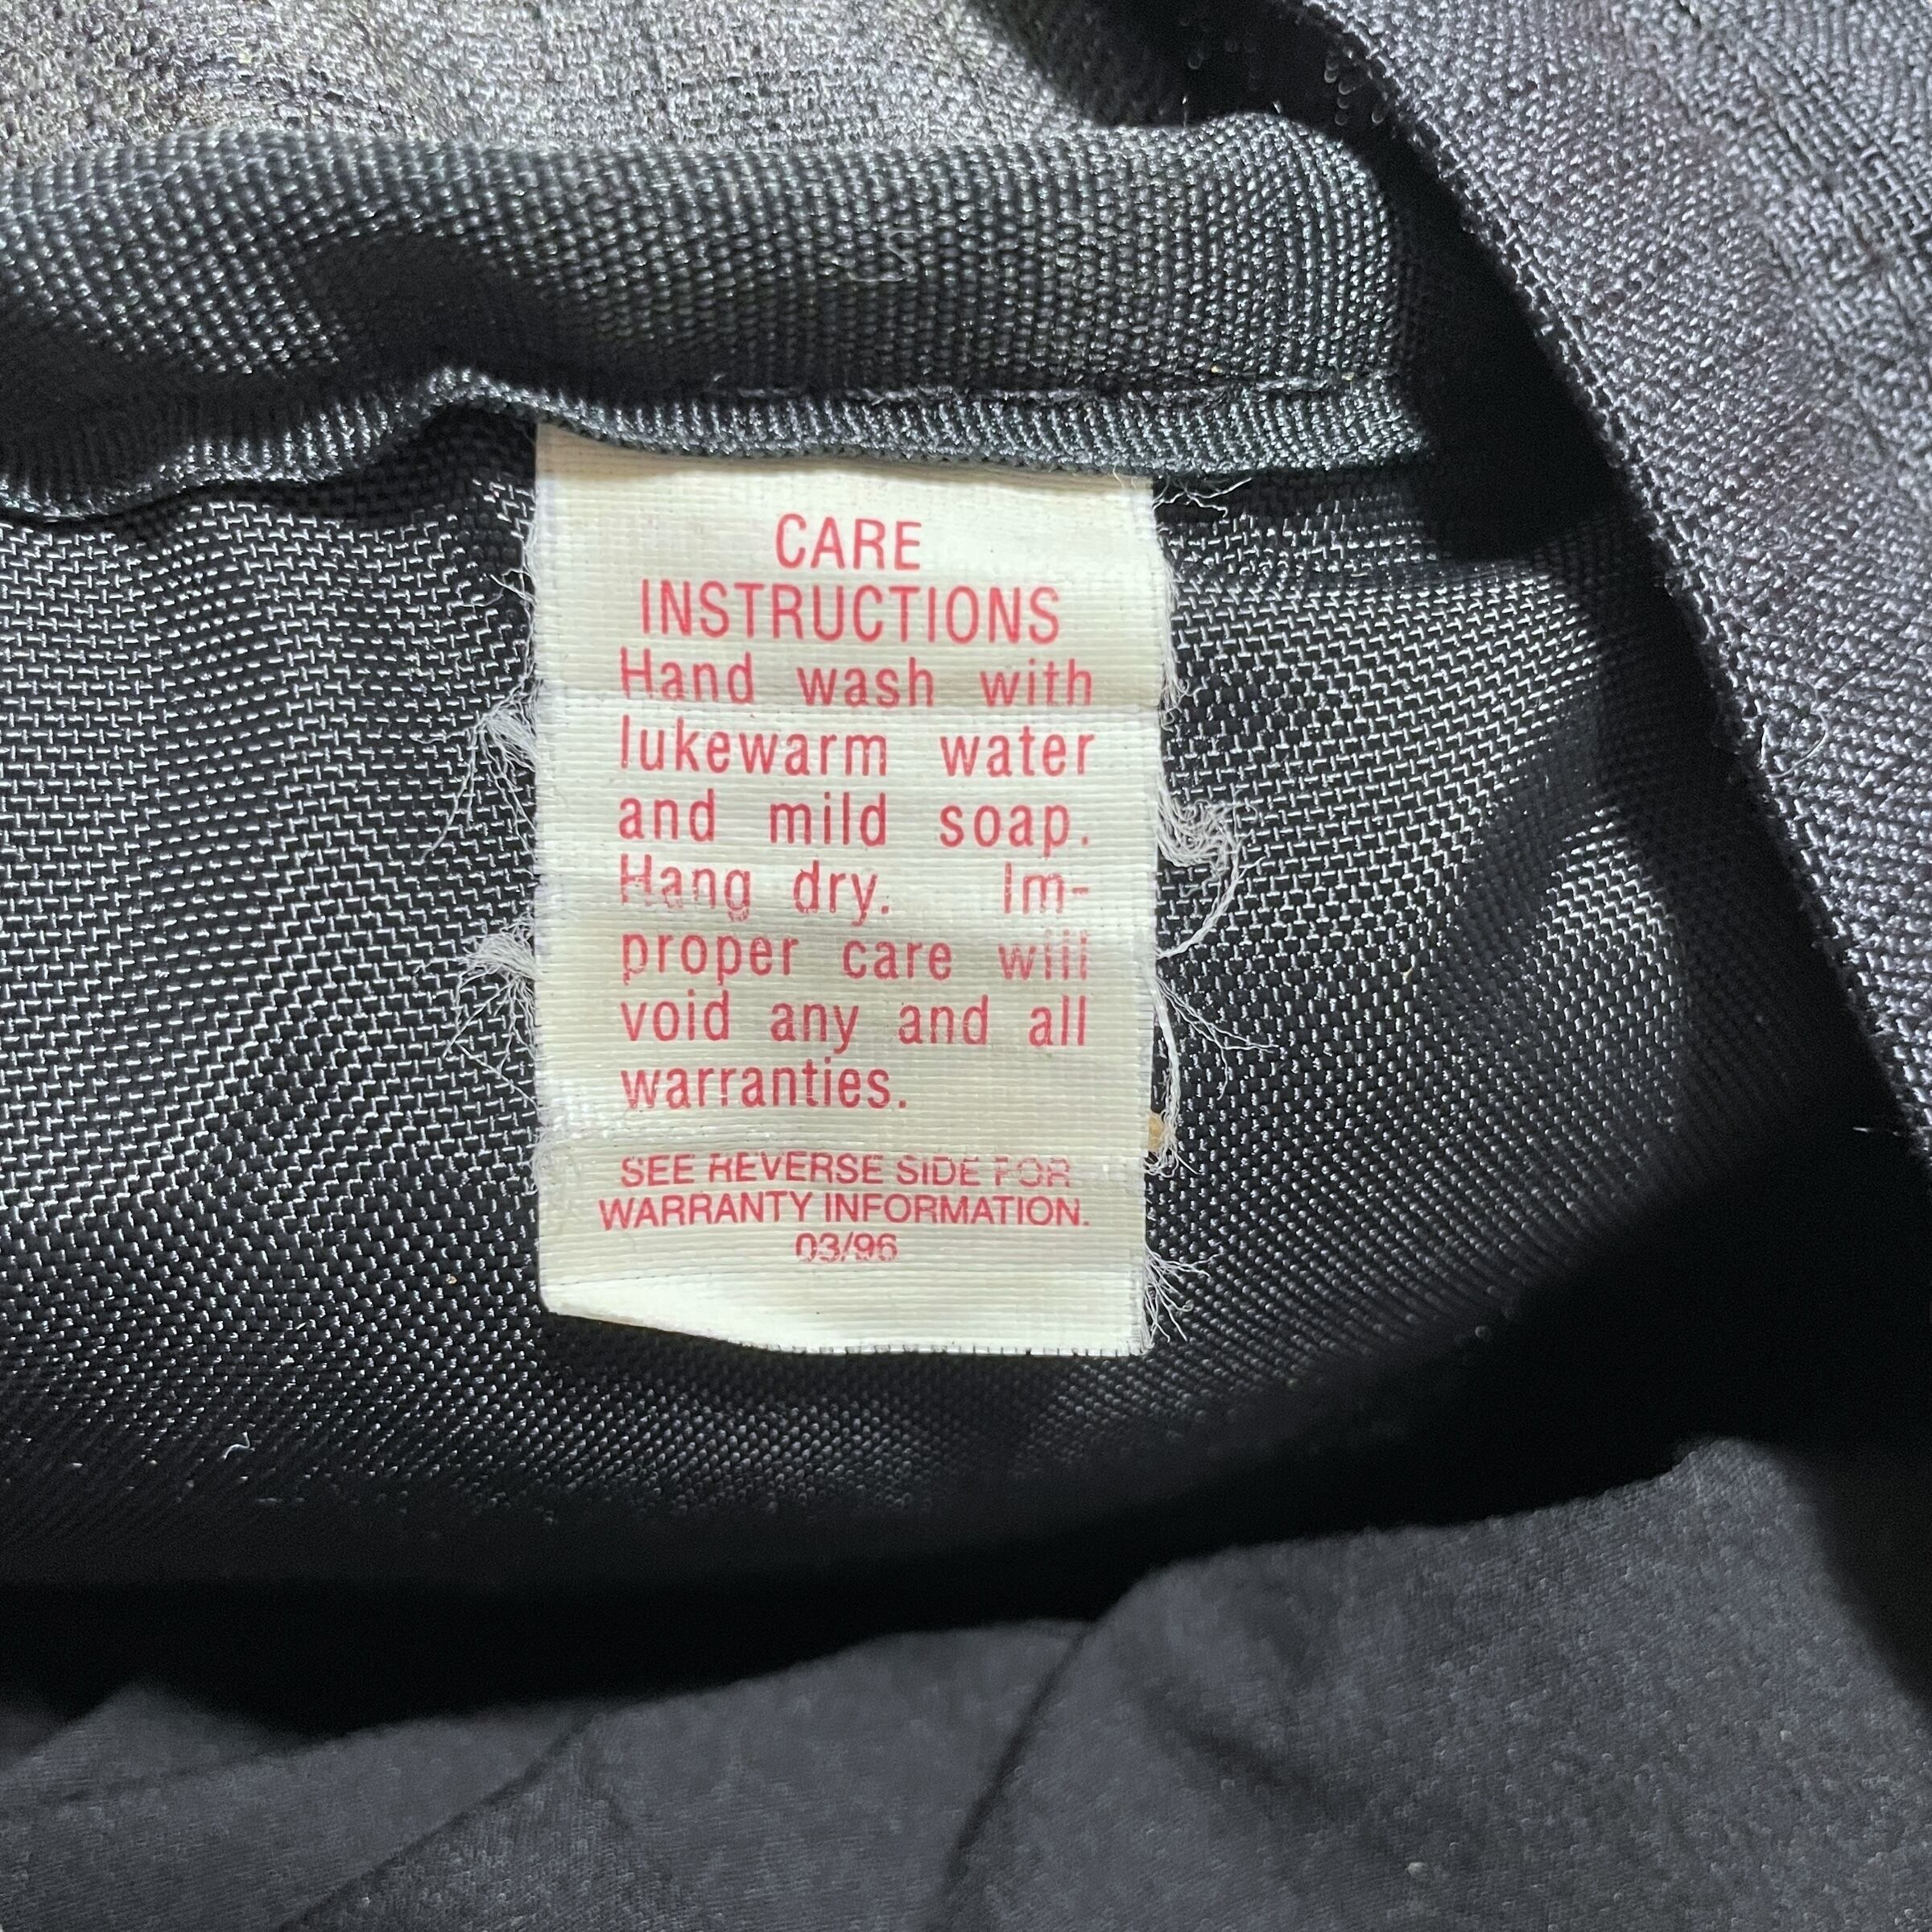 CARE
INSTRUCTIONS
Hand wash with
lukewarm water
and mild soap.
Hang dry. Im-
proper care will
void any and all
warranties.
SEE REVERSE SIDE FOR
WARRANTY INFORMATION.
03/96